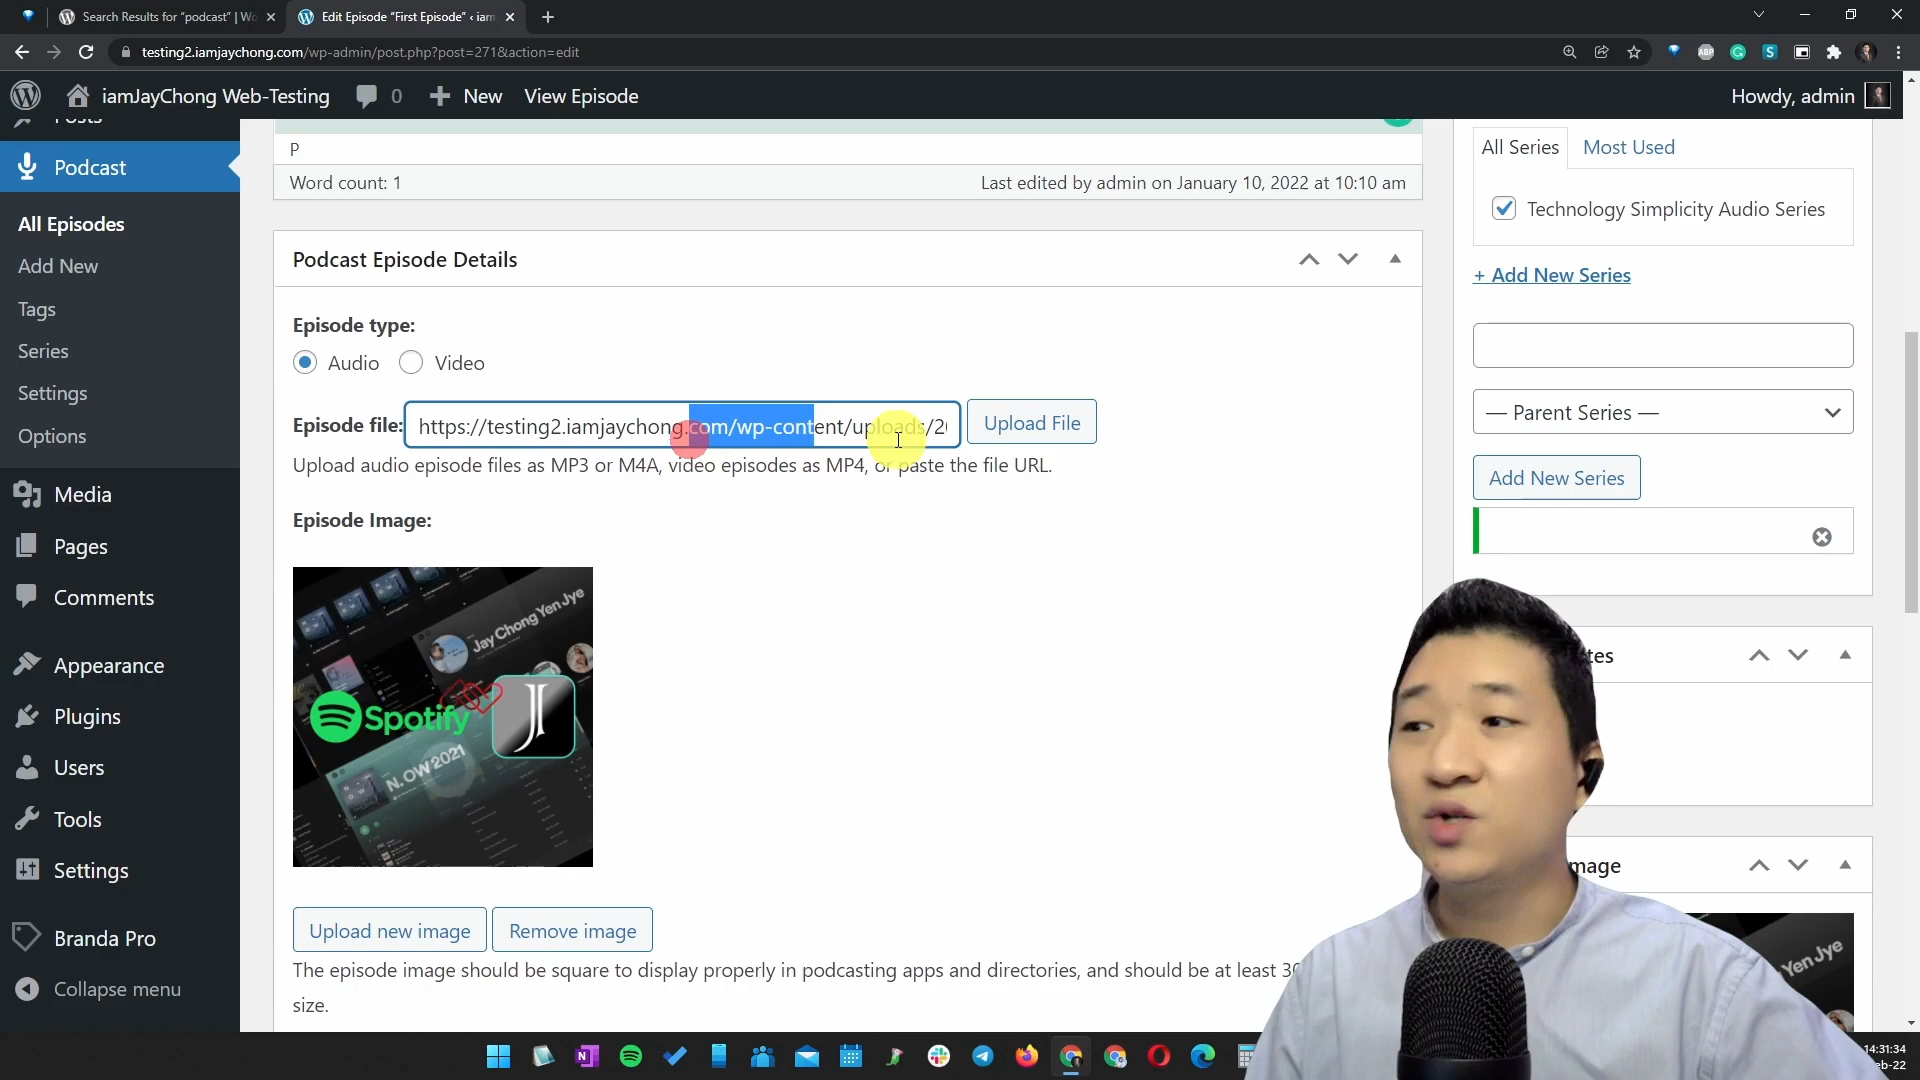 Search Results for "podcast" | Wo
Edit Episode "First Episode" ‹ iam
testing2.iamjaychong.com/wp-admin/post.php?post=271&action=edit
iamJayChong Web-Testing
0
New
View Episode
Howdy, admin
Posts
Podcast
All Episodes
Add New
Tags
Series
Settings
Options
Media
Pages
Comments
Appearance
Plugins
Users
Tools
Settings
Branda Pro
Collapse menu
P
Word count: 1
Last edited by admin on January 10, 2022 at 10:10 am
Podcast Episode Details
Episode type:
Audio
Video
Episode file:
https://testing2.iamjaychong.com/wp-content/uploads/20
Upload File
Upload audio episode files as MP3 or M4A, video episodes as MP4, or paste the file URL.
Episode Image:
Jay Chong Yen Jye
Spotify
N.OW 2021
Upload new image
Remove image
The episode image should be square to display properly in podcasting apps and directories, and should be at least 30
size.
All Series
Most Used
Technology Simplicity Audio Series
+ Add New Series
— Parent Series —
Add New Series
tes
mage
Yen Jye
14:31:34
eb-22
ABP